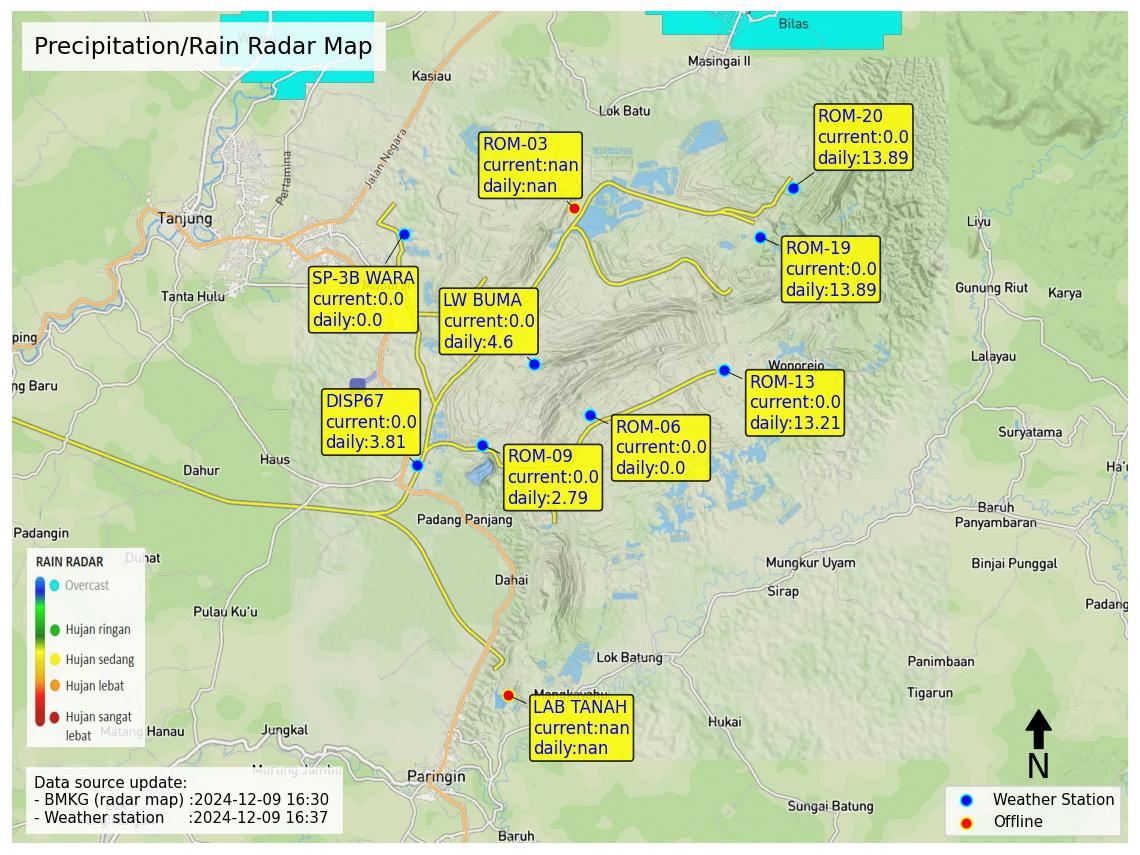 Precipitation/Rain Radar Map
Bilas
Masingai II
Kasiau
Lok Batu
Jalan Negara
Pertamina
Tanjung
Tanta Hulu
ROM-03
current:nan
daily:nan
ROM-20
current:0.0
daily:13.89
ROM-19
current:0.0
daily:13.89
SP-3B WARA
current:0.0
daily:0.0
LW BUMA
current:0.0
daily:4.6
Liyu
Gunung Riut
Karya
Lalayau
ping
ng Baru
Wonorejo
ROM-13
current:0.0
daily:13.21
DISP67
current:0.0
daily:3.81
ROM-06
current:0.0
daily:0.0
ROM-09
current:0.0
daily:2.79
Suryatama
Haus
Dahur
Ha'u
Baruh
Panyambaran
Padang Panjang
Padangin
Duhat
Dahai
Mungkur Uyam
Binjai Punggal
Sirap
Padang
Pulau Ku'u
RAIN RADAR
Overcast
Hujan ringan
Hujan sedang
Hujan lebat
Hujan sangat
lebat
Lok Batung
Panimbaan
Tigarun
LAB TANAH
current:nan
daily:nan
Hukai
Matang Hanau
Jungkal
Murung Jambu
Paringin
Sungai Batung
Baruh
Data source update:
- BMKG (radar map) :2024-12-09 16:30
- Weather station :2024-12-09 16:37
N
Weather Station
Offline